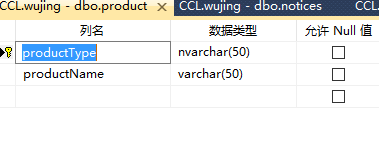 CCL.wujing - dbo.product CCL.wujing - dbo.notices CCL
列名 数据类型 允许 Null 值
productType nvarchar(50)
productName varchar(50)